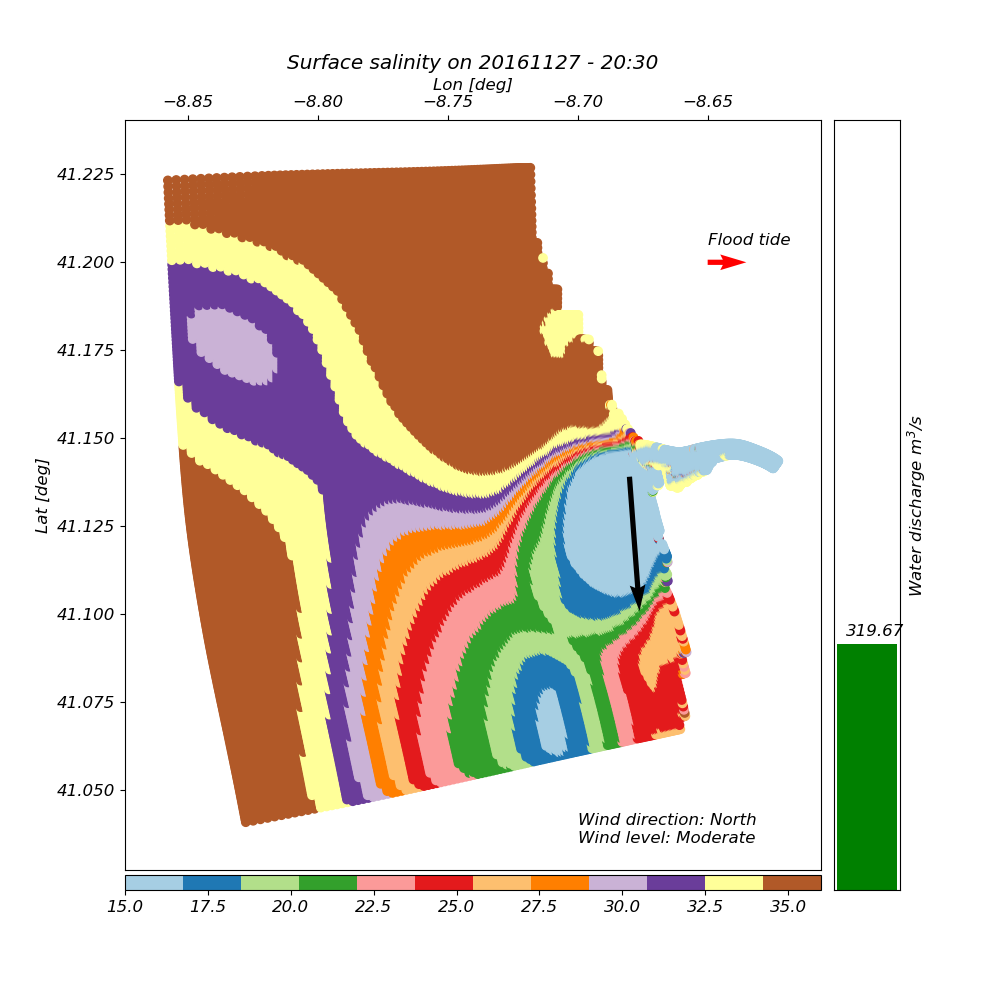 Surface salinity on 20161127 - 20:30
Lon [deg]
−8.85 −8.80 −8.75 −8.70 −8.65
41.225
41.200
41.175
41.150
41.125
41.100
41.075
41.050
Lat [deg]
Flood tide
Wind direction: North
Wind level: Moderate
15.0 17.5 20.0 22.5 25.0 27.5 30.0 32.5 35.0
319.67
Water discharge m³/s